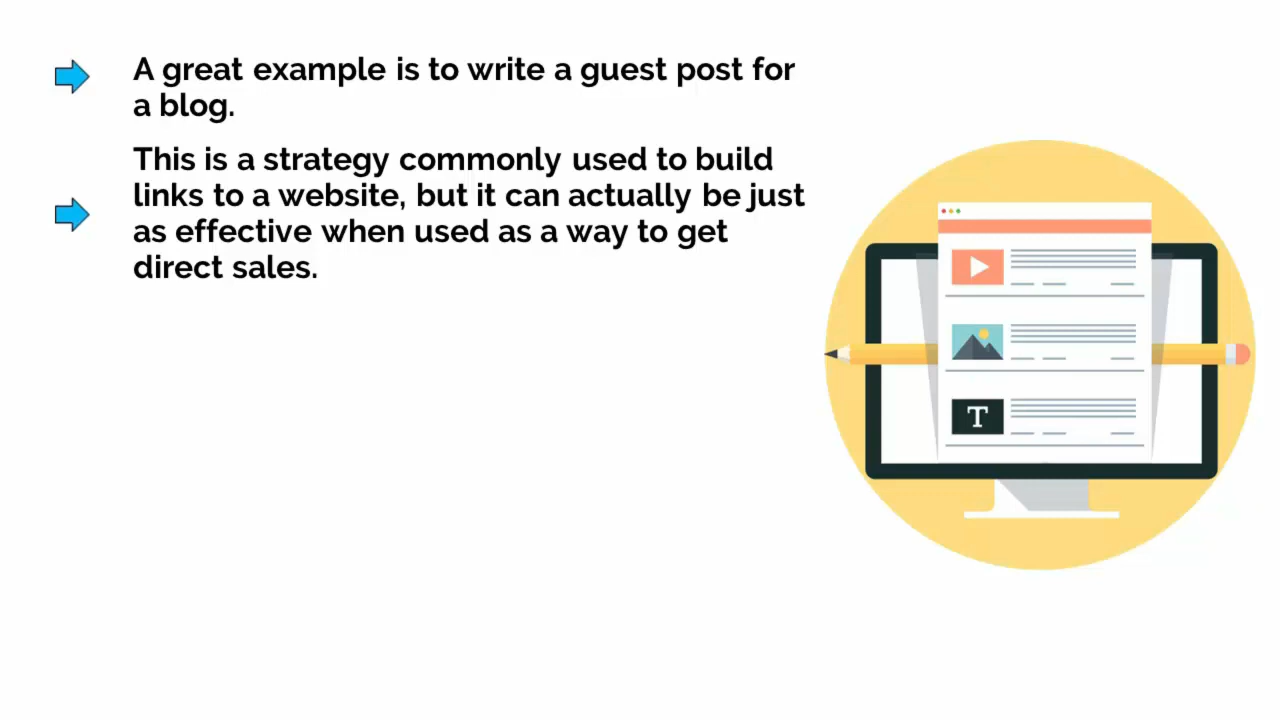 A great example is to write a guest post for
a blog.
This is a strategy commonly used to build
links to a website, but it can actually be just
as effective when used as a way to get
direct sales.
T